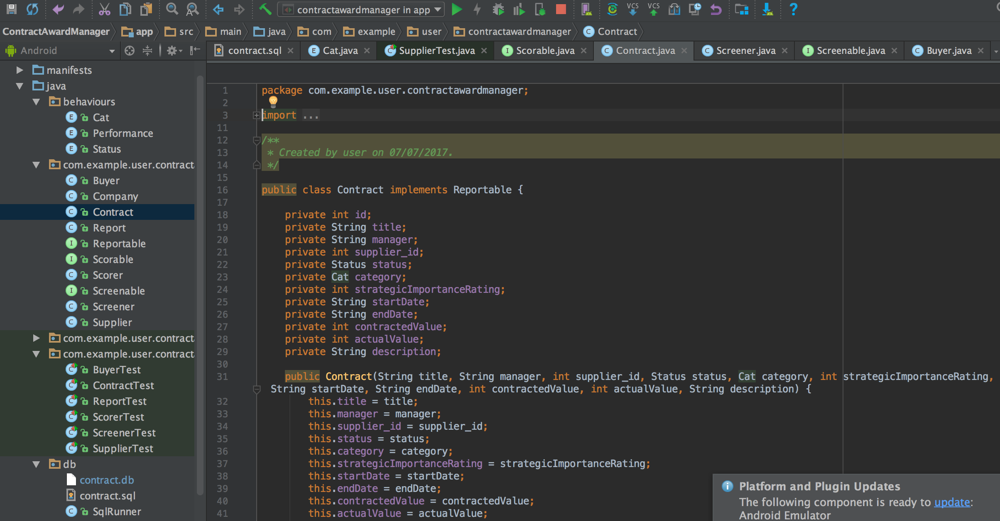 contractawardmanager in app
VCS
VCS
?
ContractAwardManager
app
src
main
java
com
example
user
contractawardmanager
C
Contract
Android
contract.sql
E
Cat.java
C
SupplierTest.java
I
Scorable.java
C
Contract.java
C
Screener.java
I
Screenable.java
C
Buyer.java
manifests
java
behaviours
E Cat
E Performance
E Status
com.example.user.contract
C Buyer
C Company
C Contract
C Report
I Reportable
I Scorable
C Scorer
I Screenable
C Screener
C Supplier
com.example.user.contract
com.example.user.contract
C BuyerTest
C ContractTest
C ReportTest
C ScorerTest
C ScreenerTest
C SupplierTest
db
contract.db
contract.sql
C SqlRunner
1 package com.example.user.contractawardmanager;
2
3 import ...
11
12 /**
13 * Created by user on 07/07/2017.
14 */
15
16 public class Contract implements Reportable {
17
18 private int id;
19 private String title;
20 private String manager;
21 private int supplier_id;
22 private Status status;
23 private Cat category;
24 private int strategicImportanceRating;
25 private String startDate;
26 private String endDate;
27 private int contractedValue;
28 private int actualValue;
29 private String description;
30
31 public Contract(String title, String manager, int supplier_id, Status status, Cat category, int strategicImportanceRating,
String startDate, String endDate, int contractedValue, int actualValue, String description) {
32 this.title = title;
33 this.manager = manager;
34 this.supplier_id = supplier_id;
35 this.status = status;
36 this.category = category;
37 this.strategicImportanceRating = strategicImportanceRating;
38 this.startDate = startDate;
39 this.endDate = endDate;
40 this.contractedValue = contractedValue;
41 this.actualValue = actualValue;
Platform and Plugin Updates
The following component is ready to update:
Android Emulator